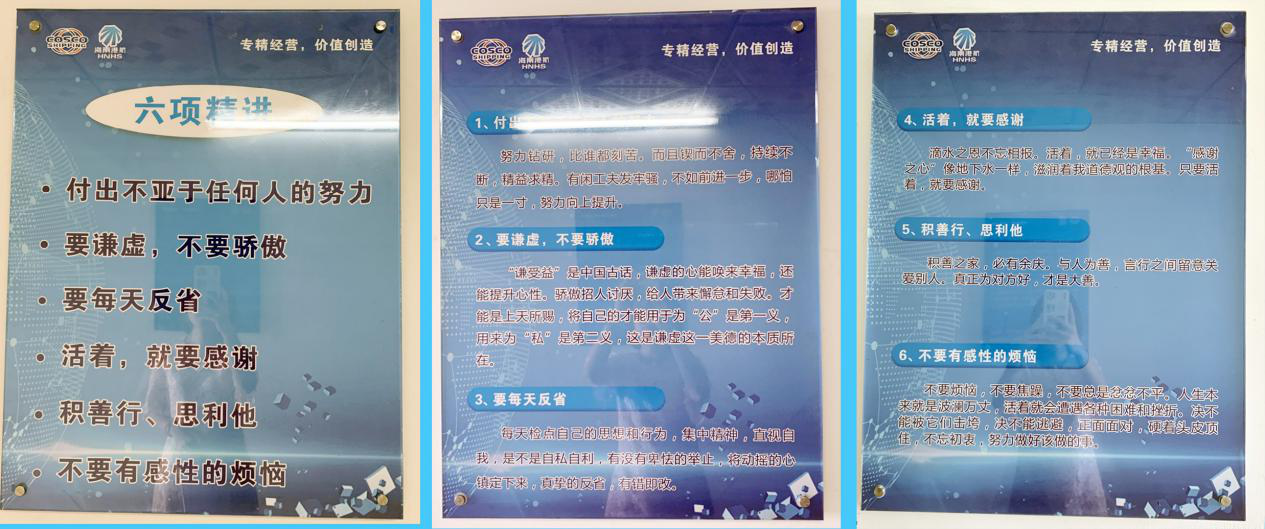 COSCO
SHIPPING
海南港航
HNHS
专精经营，价值创造
六项精进
• 付出不亚于任何人的努力
• 要谦虚，不要骄傲
• 要每天反省
• 活着，就要感谢
• 积善行、思利他
• 不要有感性的烦恼
COSCO
SHIPPING
海南港航
HNHS
专精经营，价值创造
1、付出
努力钻研，比谁都刻苦。而且锲而不舍，持续不
断，精益求精。有闲工夫发牢骚，不如前进一步，哪怕
只是一寸，努力向上提升。
2、要谦虚，不要骄傲
“谦受益”是中国古话，谦虚的心能唤来幸福，还
能提升心性。骄傲招人讨厌，给人带来懈怠和失败。才
能是上天所赐，将自己的才能用于为“公”是第一义，
用来为“私”是第二义，这是谦虚这一美德的本质所
在。
3、要每天反省
每天检点自己的思想和行为，集中精神，直视自
我，是不是自私自利，有没有卑怯的举止，将动摇的心
镇定下来，真挚的反省，有错即改。
COSCO
SHIPPING
海南港航
HNHS
专精经营，价值创造
4、活着，就要感谢
滴水之恩不忘相报。活着，就已经是幸福。“感谢
之心”像地下水一样，滋润着我道德观的根基。只要活
着，就要感谢。
5、积善行、思利他
积善之家，必有余庆。与人为善，言行之间留意关
爱别人。真正为对方好，才是大善。
6、不要有感性的烦恼
不要烦恼，不要焦躁，不要总是忿忿不平。人生本
来就是波澜万丈，活着就会遭遇各种困难和挫折。决不
能被它们击垮，决不能逃避，正面面对，硬着头皮顶
住，不忘初衷，努力做好该做的事。